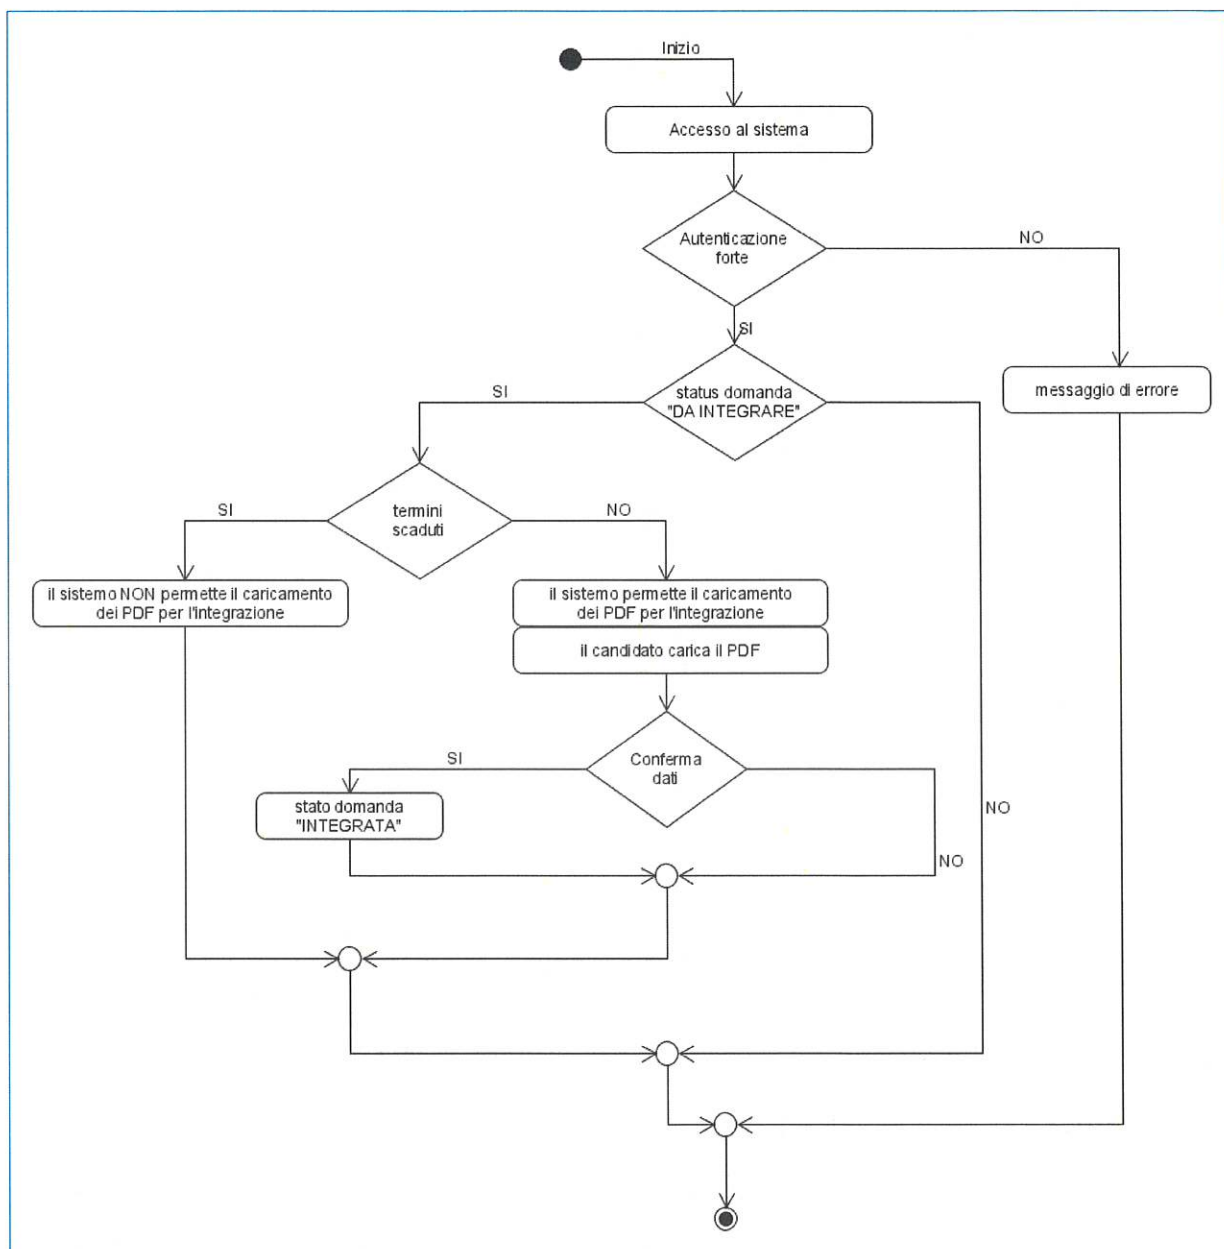 Inizio
Accesso al sistema
Autenticazione
forte
NO
SI
status domanda
"DA INTEGRARE"
SI
messaggio di errore
termini
scaduti
SI
NO
il sistemo NON permette il caricamento
dei PDF per l'integrazione
il sistemo permette il caricamento
dei PDF per l'integrazione
il candidato carica il PDF
Conferma
dati
SI
stato domanda
"INTEGRATA"
NO
NO